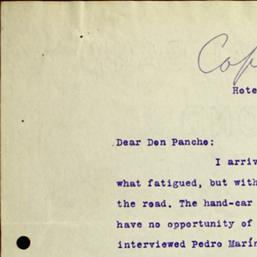 Cop
Hote
Dear Don Pancho:
I arriv
what fatigued, but with
the road. The hand-car
have no opportunity of
interviewed Pedro Marín